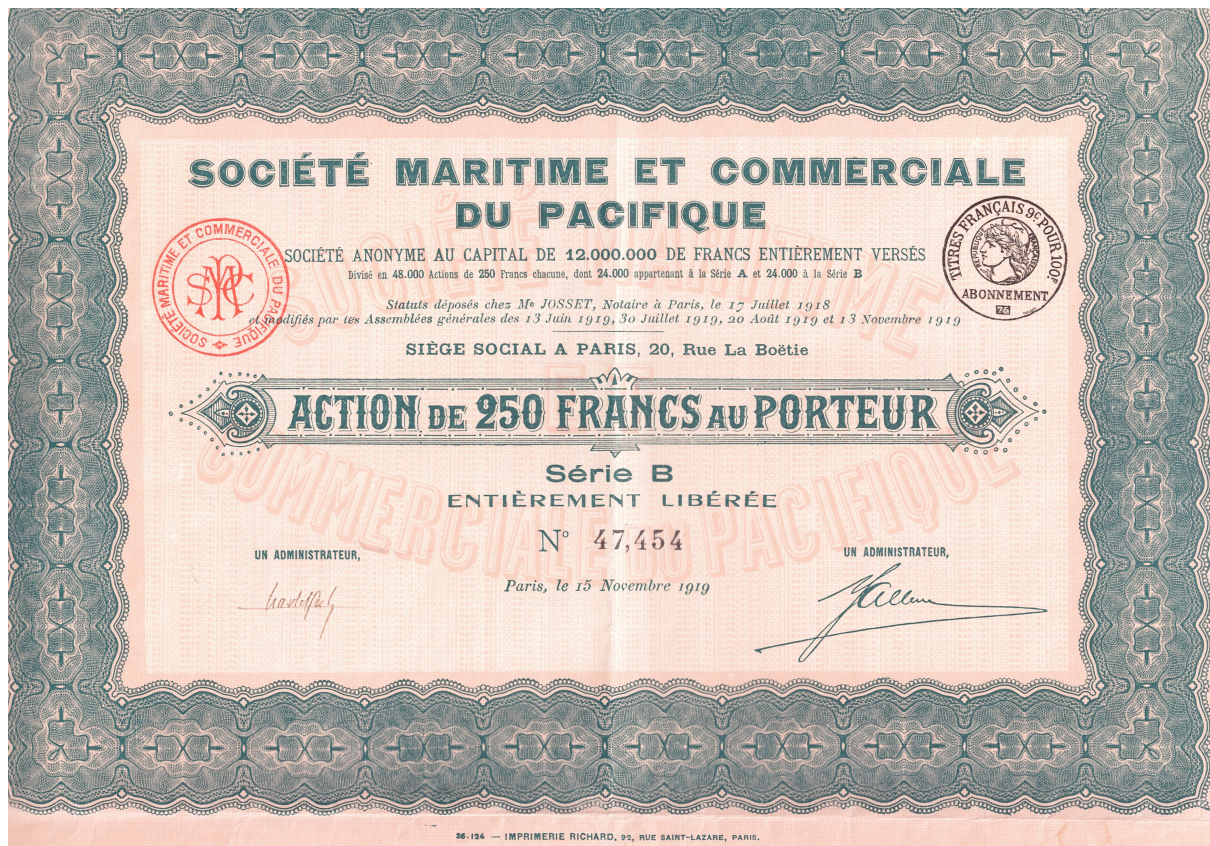 SOCIÉTÉ MARITIME ET COMMERCIALE
DU PACIFIQUE
SOCIÉTÉ ANONYME AU CAPITAL DE 12.000.000 DE FRANCS ENTIÈREMENT VERSÉS
Divisé en 48.000 Actions de 250 Francs chacune, dont 24.000 appartenant à la Série A et 24.000 à la Série B
Statuts déposés chez Me JOSSET, Notaire à Paris, le 17 Juillet 1918
et modifiés par les Assemblées générales des 13 Juin 1919, 30 Juillet 1919, 20 Août 1919 et 13 Novembre 1919
SOCIÉTÉ MARITIME ET COMMERCIALE DU PACIFIQUE
TITRES FRANÇAIS 9c. POUR 100f.
ABONNEMENT
76
SIÈGE SOCIAL A PARIS, 20, Rue La Boëtie
ACTION DE 250 FRANCS AU PORTEUR
Série B
ENTIÈREMENT LIBÉRÉE
N° 47,454
UN ADMINISTRATEUR,
UN ADMINISTRATEUR,
Paris, le 15 Novembre 1919
SOCIÉTÉ MARITIME
ET
COMMERCIALE DU PACIFIQUE
36.124 — IMPRIMERIE RICHARD, 92, RUE SAINT-LAZARE, PARIS.